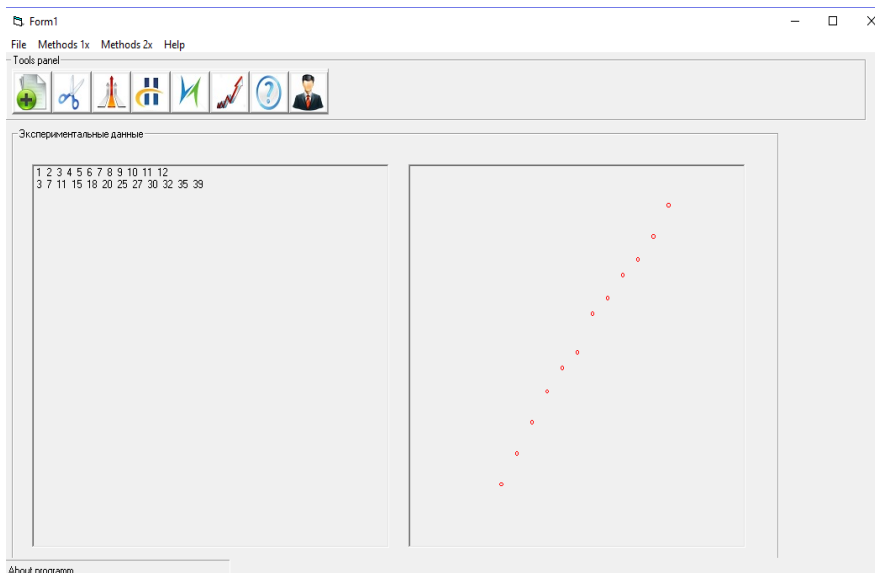 Form1
File Methods 1x Methods 2x Help
Tools panel
Экспериментальные данные
1 2 3 4 5 6 7 8 9 10 11 12
3 7 11 15 18 20 25 27 30 32 35 39
About programm